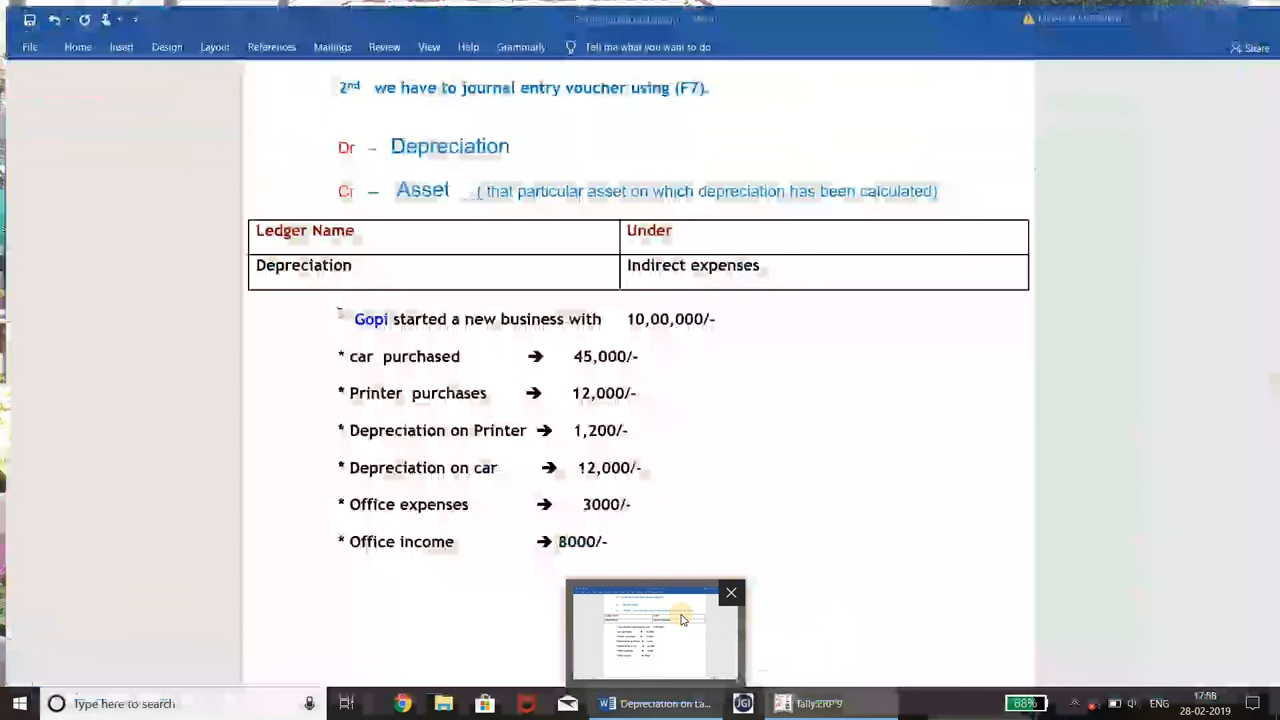 File Home Insert Design Layout References Mailings Review View Help Grammarly Tell me what you want to do Share
2nd we have to journal entry voucher using (F7).
Dr – Depreciation
Cr – Asset ( that particular asset on which depreciation has been calculated)
Ledger Name Under
Depreciation Indirect expenses
Gopi started a new business with 10,00,000/-
* car purchased ➔ 45,000/-
* Printer purchases ➔ 12,000/-
* Depreciation on Printer ➔ 1,200/-
* Depreciation on car ➔ 12,000/-
* Office expenses ➔ 3000/-
* Office income ➔ 8000/-
Type here to search
Depreciation on La...
JGI
Tally.ERP 9
68%
ENG
17:58
28-02-2019